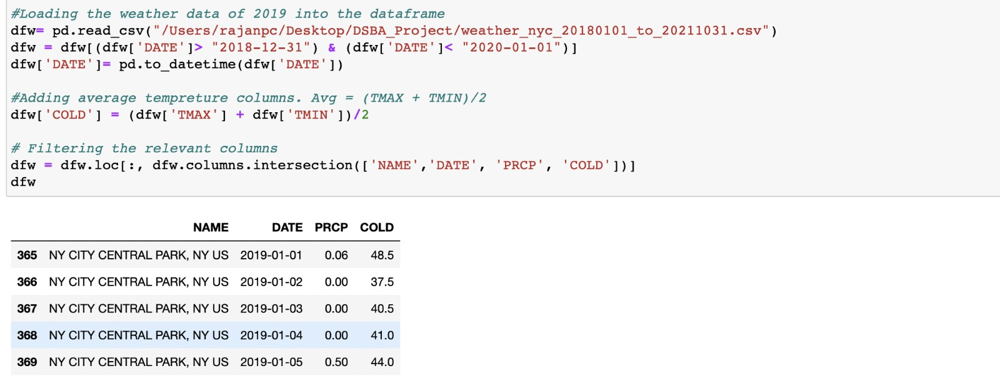 #Loading the weather data of 2019 into the dataframe
dfw= pd.read_csv("/Users/rajanpc/Desktop/DSBA_Project/weather_nyc_20180101_to_20211031.csv")
dfw = dfw[(dfw['DATE']> "2018-12-31") & (dfw['DATE']< "2020-01-01")]
dfw['DATE']= pd.to_datetime(dfw['DATE'])
#Adding average tempreture columns. Avg = (TMAX + TMIN)/2
dfw['COLD'] = (dfw['TMAX'] + dfw['TMIN'])/2
# Filtering the relevant columns
dfw = dfw.loc[:, dfw.columns.intersection(['NAME','DATE', 'PRCP', 'COLD'])]
dfw
NAME DATE PRCP COLD
365 NY CITY CENTRAL PARK, NY US 2019-01-01 0.06 48.5
366 NY CITY CENTRAL PARK, NY US 2019-01-02 0.00 37.5
367 NY CITY CENTRAL PARK, NY US 2019-01-03 0.00 40.5
368 NY CITY CENTRAL PARK, NY US 2019-01-04 0.00 41.0
369 NY CITY CENTRAL PARK, NY US 2019-01-05 0.50 44.0